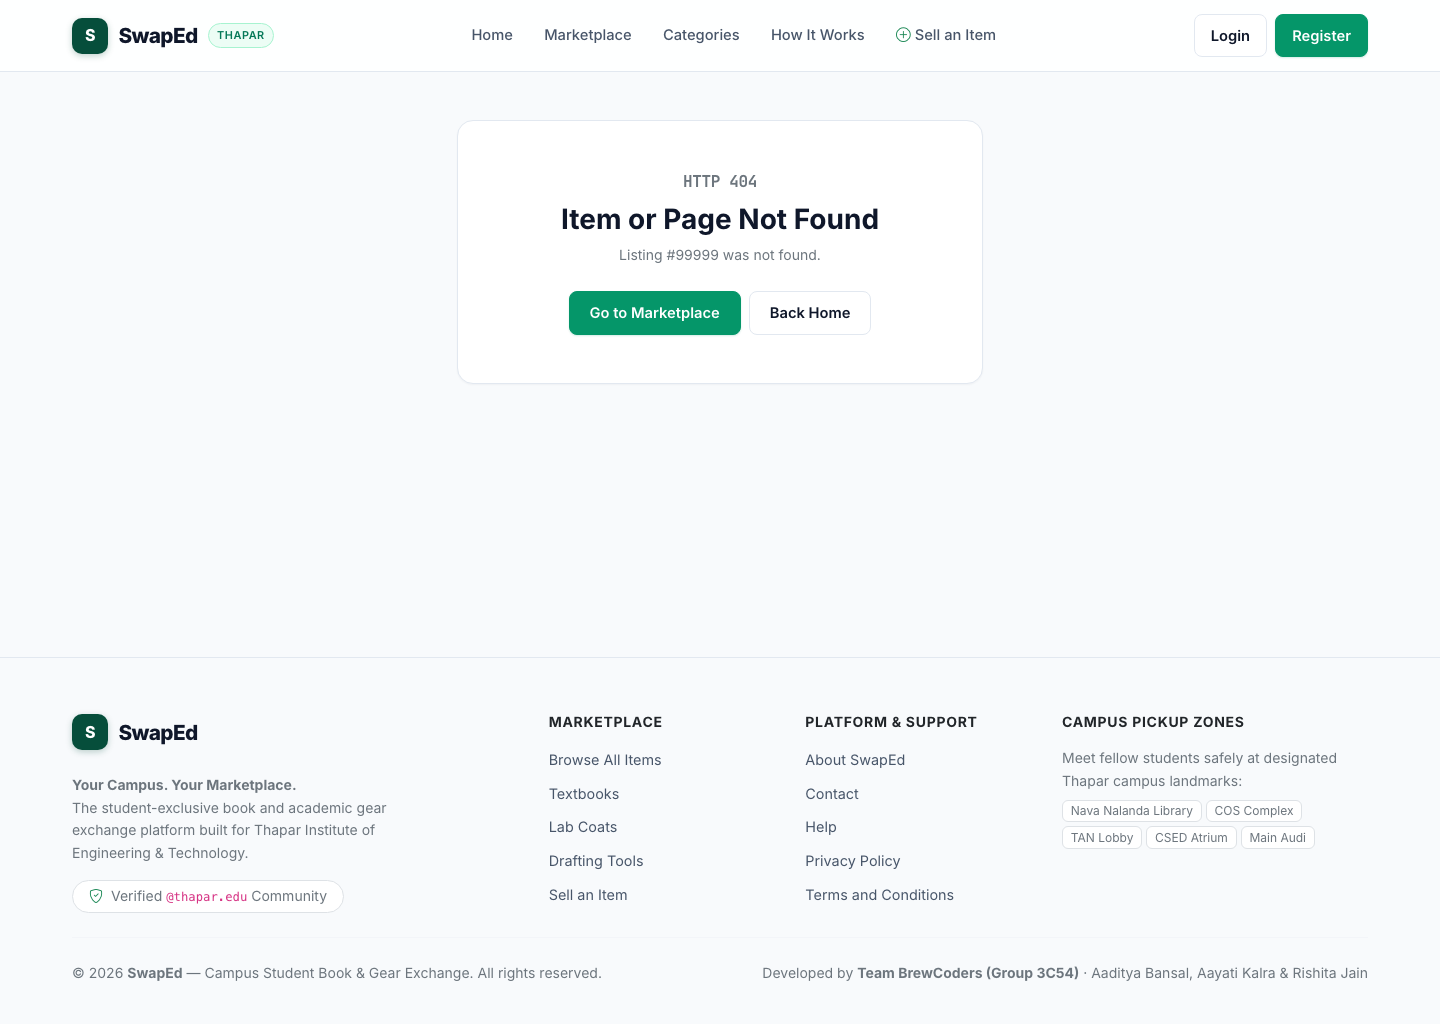 S SwapEd THAPAR
Home Marketplace Categories How It Works Sell an Item
Login Register
HTTP 404
Item or Page Not Found
Listing #99999 was not found.
Go to Marketplace Back Home
S SwapEd
Your Campus. Your Marketplace.
The student-exclusive book and academic gear
exchange platform built for Thapar Institute of
Engineering & Technology.
Verified @thapar.edu Community
MARKETPLACE
Browse All Items
Textbooks
Lab Coats
Drafting Tools
Sell an Item
PLATFORM & SUPPORT
About SwapEd
Contact
Help
Privacy Policy
Terms and Conditions
CAMPUS PICKUP ZONES
Meet fellow students safely at designated
Thapar campus landmarks:
Nava Nalanda Library COS Complex
TAN Lobby CSED Atrium Main Audi
© 2026 SwapEd — Campus Student Book & Gear Exchange. All rights reserved.
Developed by Team BrewCoders (Group 3C54) · Aaditya Bansal, Aayati Kalra & Rishita Jain